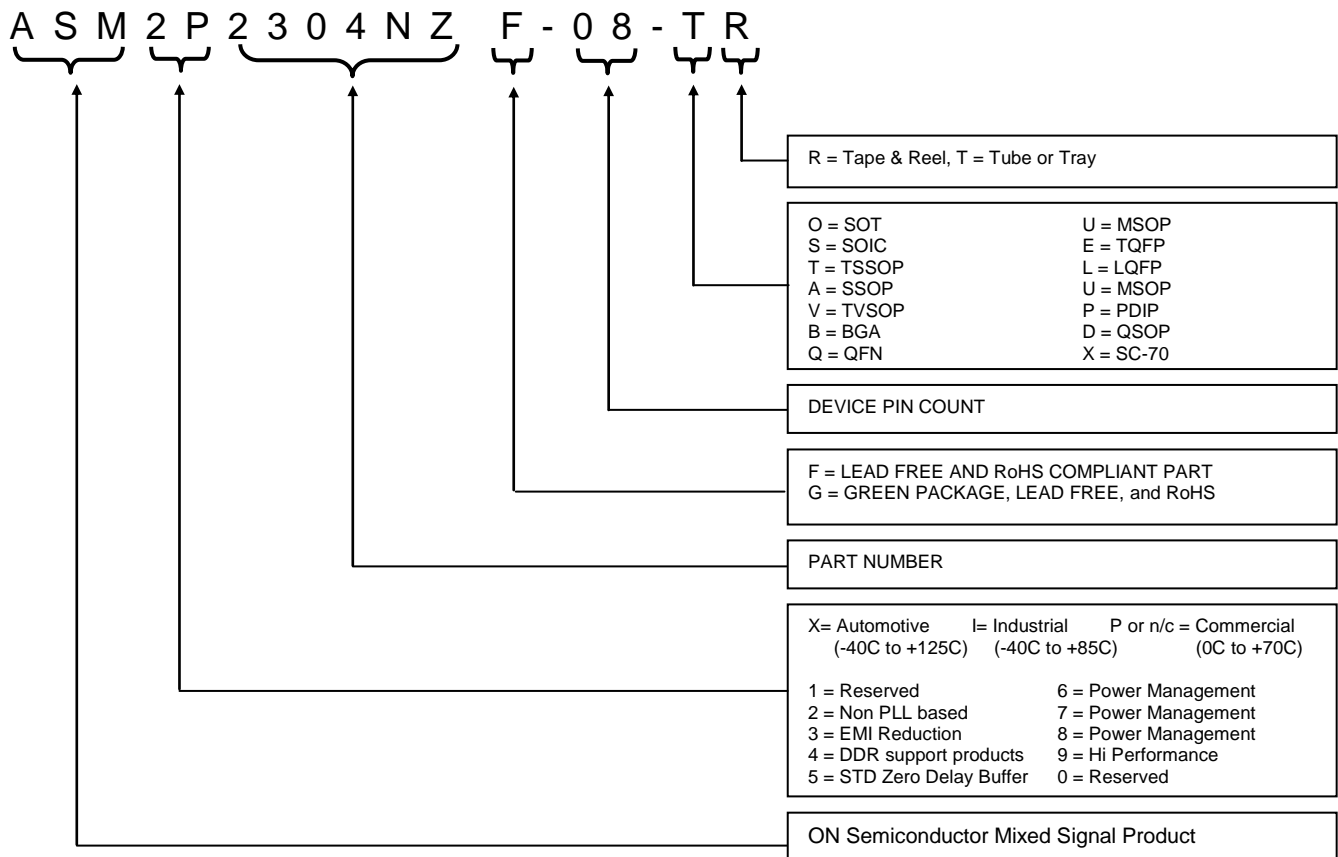 A S M 2 P 2 3 0 4 N Z F - 0 8 - T R
R = Tape & Reel, T = Tube or Tray
O = SOT U = MSOP
S = SOIC E = TQFP
T = TSSOP L = LQFP
A = SSOP U = MSOP
V = TVSOP P = PDIP
B = BGA D = QSOP
Q = QFN X = SC-70
DEVICE PIN COUNT
F = LEAD FREE AND RoHS COMPLIANT PART
G = GREEN PACKAGE, LEAD FREE, and RoHS
PART NUMBER
X= Automotive I= Industrial P or n/c = Commercial
(-40C to +125C) (-40C to +85C) (0C to +70C)
1 = Reserved 6 = Power Management
2 = Non PLL based 7 = Power Management
3 = EMI Reduction 8 = Power Management
4 = DDR support products 9 = Hi Performance
5 = STD Zero Delay Buffer 0 = Reserved
ON Semiconductor Mixed Signal Product